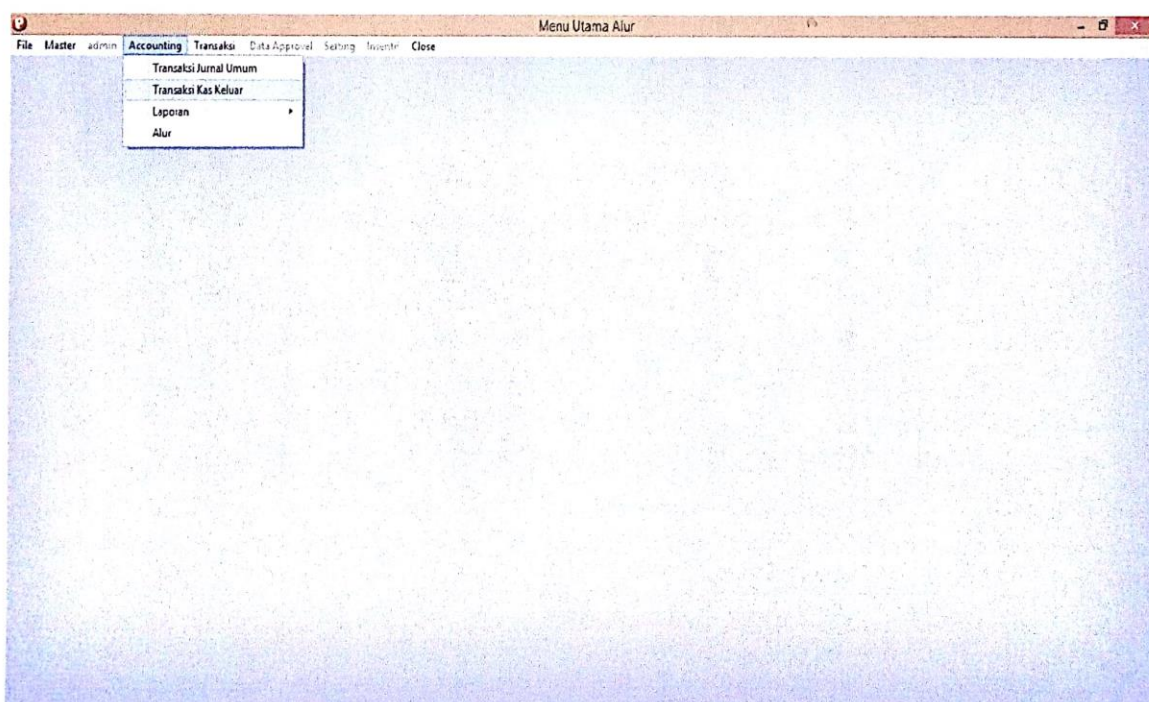 Menu Utama Alur
File Master admin Accounting Transaksi Data Approvel Setting Close
Transaksi Jurnal Umum
Transaksi Kas Keluar
Laporan
Alur